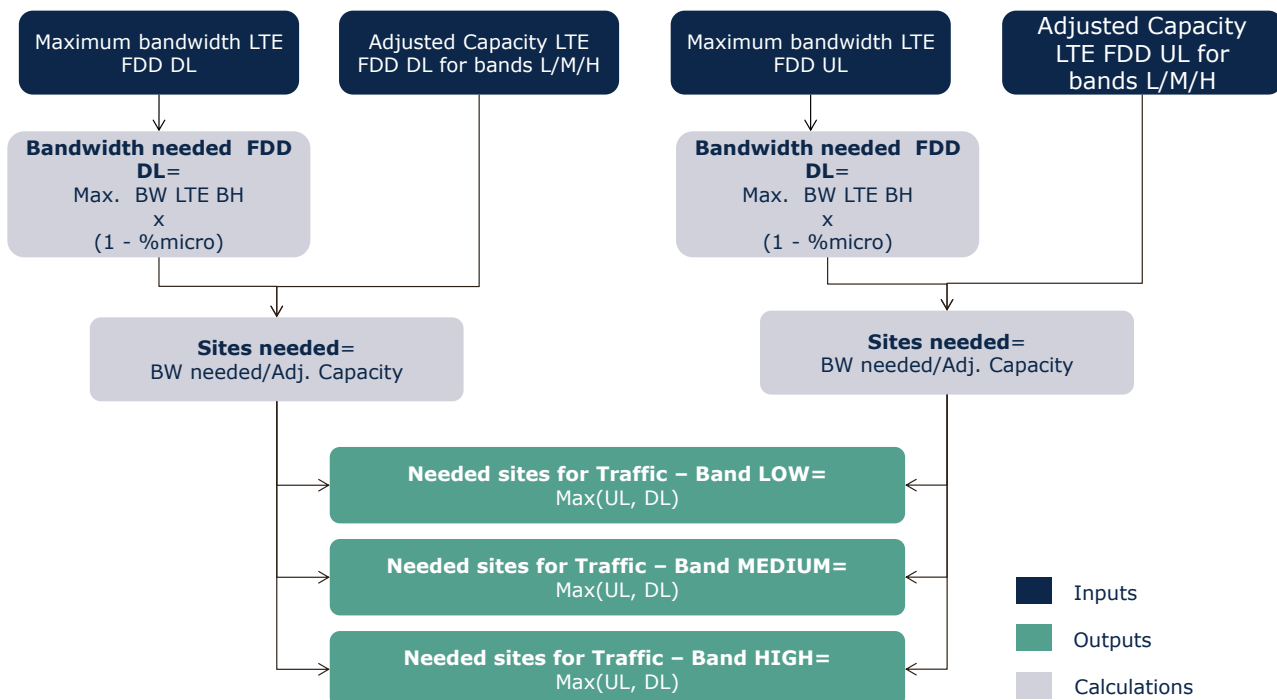 Maximum bandwidth LTE
FDD DL
Adjusted Capacity LTE
FDD DL for bands L/M/H
Maximum bandwidth LTE
FDD UL
Adjusted Capacity
LTE FDD UL for
bands L/M/H
Bandwidth needed  FDD
DL=
Max.  BW LTE BH
x
(1 - %micro)
Bandwidth needed  FDD
DL=
Max.  BW LTE BH
x
(1 - %micro)
Sites needed=
BW needed/Adj. Capacity
Sites needed=
BW needed/Adj. Capacity
Needed sites for Traffic – Band LOW=
Max(UL, DL)
Needed sites for Traffic – Band MEDIUM=
Max(UL, DL)
Needed sites for Traffic – Band HIGH=
Max(UL, DL)
Inputs
Outputs
Calculations